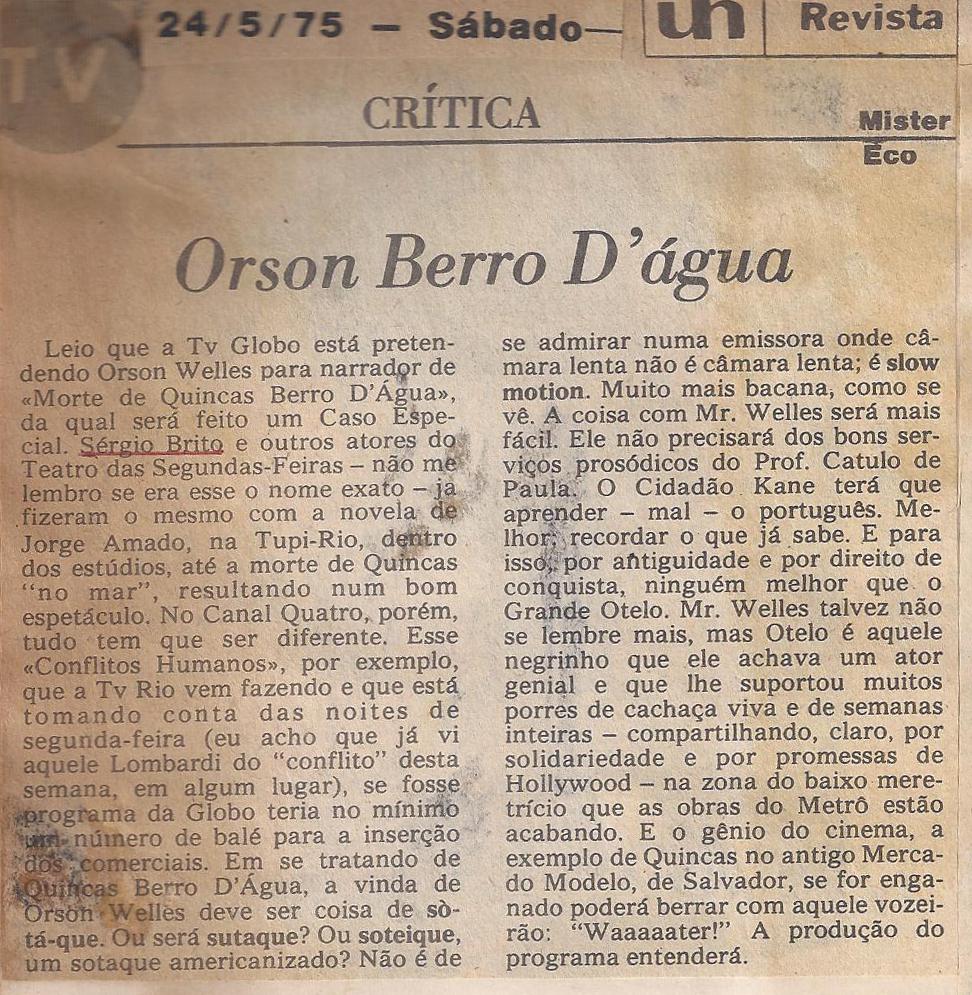 TV
24/5/75 — Sábado—
uh
Revista
CRÍTICA
Mister
Eco
Orson Berro D'água
Leio que a Tv Globo está preten-
dendo Orson Welles para narrador de
«Morte de Quincas Berro D'Água»,
da qual será feito um Caso Espe-
cial. Sérgio Brito e outros atores do
Teatro das Segundas-Feiras – não me
lembro se era esse o nome exato – já
fizeram o mesmo com a novela de
Jorge Amado, na Tupi-Rio, dentro
dos estúdios, até a morte de Quincas
"no mar", resultando num bom
espetáculo. No Canal Quatro, porém,
tudo tem que ser diferente. Esse
«Conflitos Humanos», por exemplo,
que a Tv Rio vem fazendo e que está
tomando conta das noites de
segunda-feira (eu acho que já vi
aquele Lombardi do "conflito" desta
semana, em algum lugar), se fosse
programa da Globo teria no mínimo
um número de balé para a inserção
dos comerciais. Em se tratando de
Quincas Berro D'Água, a vinda de
Orson Welles deve ser coisa de sò-
tá-que. Ou será sutaque? Ou soteique,
um sotaque americanizado? Não é de
se admirar numa emissora onde câ-
mara lenta não é câmara lenta; é slow
motion. Muito mais bacana, como se
vê. A coisa com Mr. Welles será mais
fácil. Ele não precisará dos bons ser-
viços prosódicos do Prof. Catulo de
Paula. O Cidadão Kane terá que
aprender – mal – o português. Me-
lhor: recordar o que já sabe. E para
isso, por antiguidade e por direito de
conquista, ninguém melhor que o
Grande Otelo. Mr. Welles talvez não
se lembre mais, mas Otelo é aquele
negrinho que ele achava um ator
genial e que lhe suportou muitos
porres de cachaça viva e de semanas
inteiras – compartilhando, claro, por
solidariedade e por promessas de
Hollywood – na zona do baixo mere-
trício que as obras do Metrô estão
acabando. E o gênio do cinema, a
exemplo de Quincas no antigo Merca-
do Modelo, de Salvador, se for enga-
nado poderá berrar com aquele vozei-
rão: "Waaaaater!" A produção do
programa entenderá.